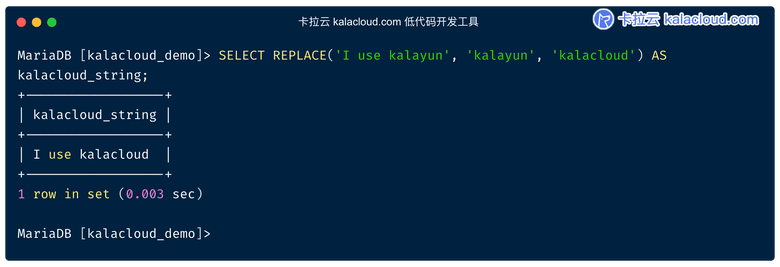 卡拉云 kalacloud.com 低代码开发工具
卡拉云 kalacloud.com
MariaDB [kalacloud_demo]> SELECT REPLACE('I use kalayun', 'kalayun', 'kalacloud') AS
kalacloud_string;
+------------------+
| kalacloud_string |
+------------------+
| I use kalacloud  |
+------------------+
1 row in set (0.003 sec)
MariaDB [kalacloud_demo]>